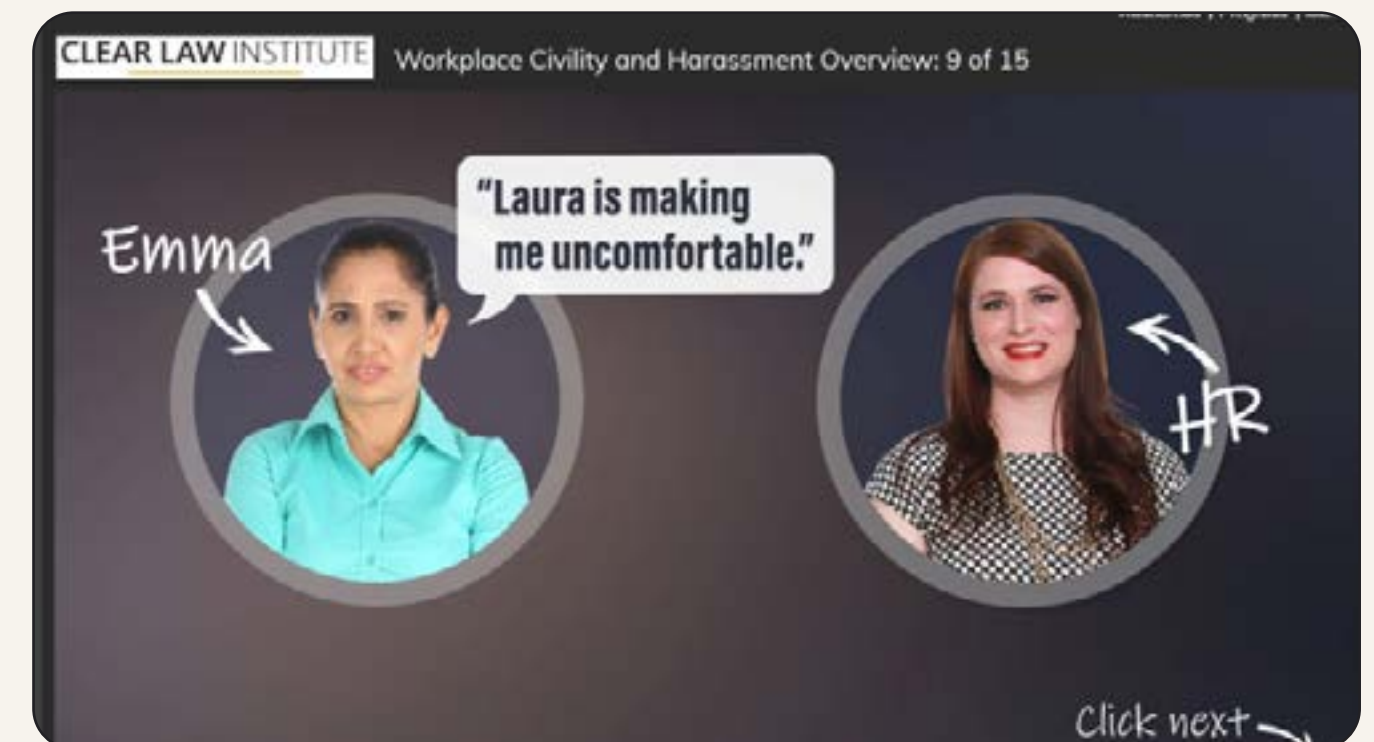 CLEAR LAW INSTITUTE
Workplace Civility and Harassment Overview: 9 of 15
Emma
“Laura is making
me uncomfortable.”
HR
Click next